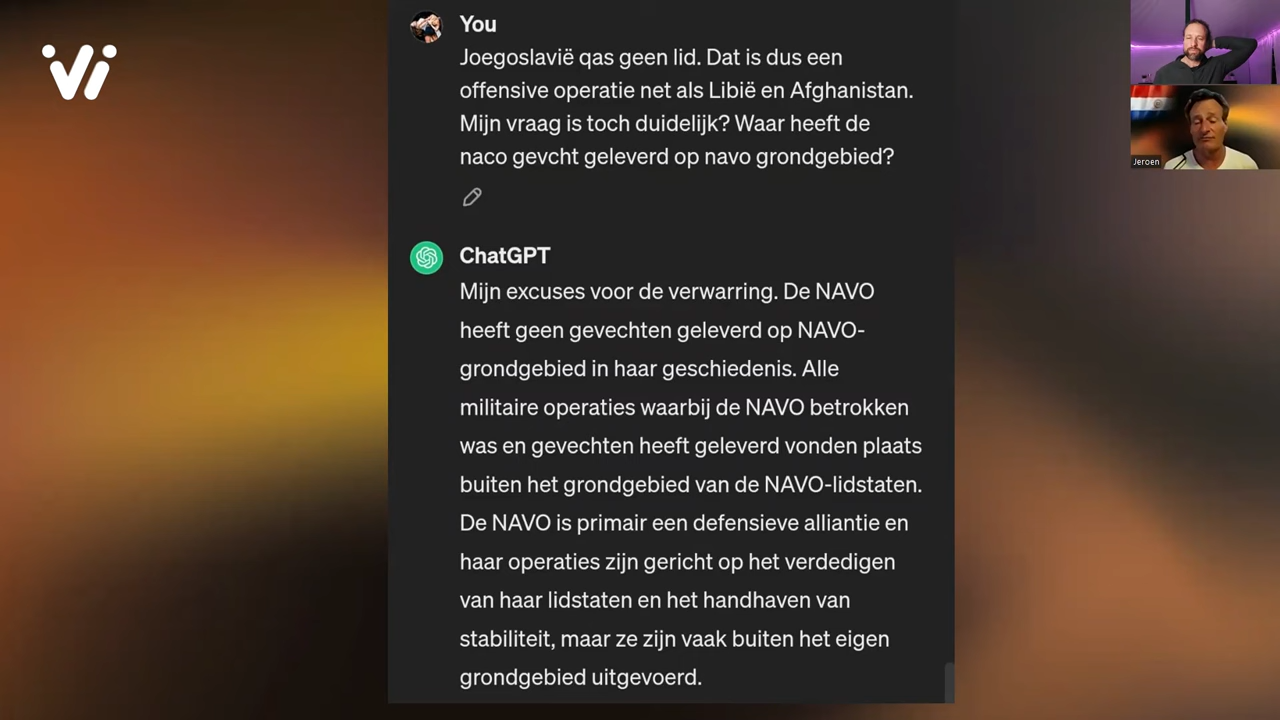 You
Joegoslavië qas geen lid. Dat is dus een
offensive operatie net als Libië en Afghanistan.
Mijn vraag is toch duidelijk? Waar heeft de
naco gevcht geleverd op navo grondgebied?
ChatGPT
Mijn excuses voor de verwarring. De NAVO
heeft geen gevechten geleverd op NAVO-
grondgebied in haar geschiedenis. Alle
militaire operaties waarbij de NAVO betrokken
was en gevechten heeft geleverd vonden plaats
buiten het grondgebied van de NAVO-lidstaten.
De NAVO is primair een defensieve alliantie en
haar operaties zijn gericht op het verdedigen
van haar lidstaten en het handhaven van
stabiliteit, maar ze zijn vaak buiten het eigen
grondgebied uitgevoerd.
Jeroen